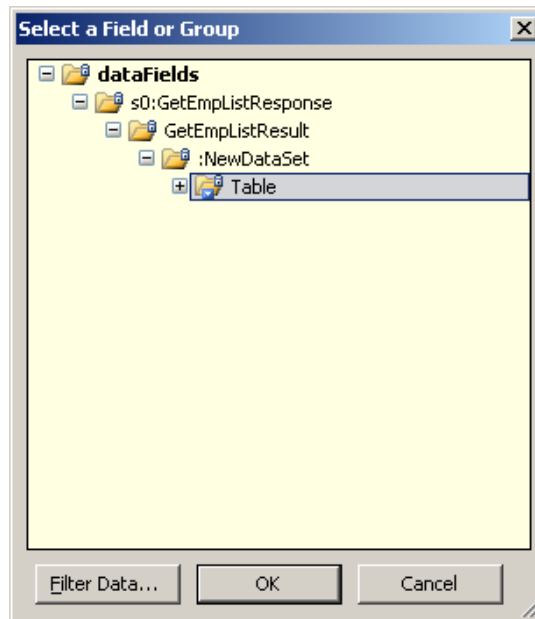 Select a Field or Group
dataFields
s0:GetEmpListResponse
GetEmpListResult
:NewDataSet
Table
Filter Data...
OK
Cancel